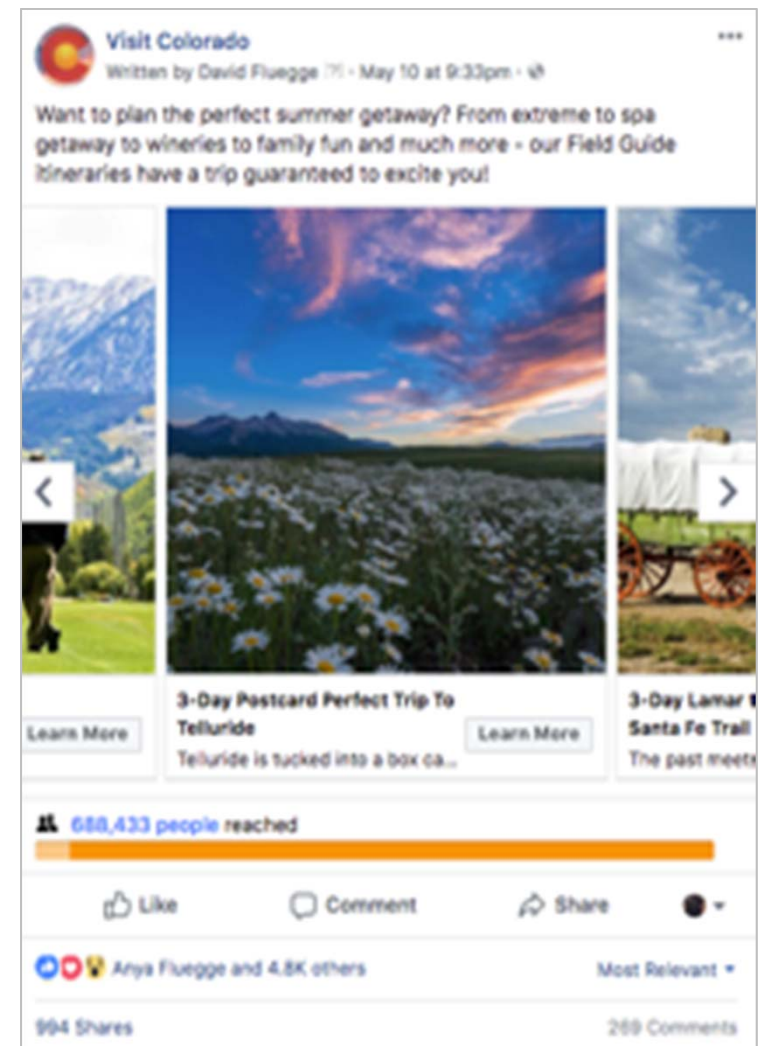 Visit Colorado
Written by David Fluegge [?] · May 10 at 9:33pm ·
Want to plan the perfect summer getaway? From extreme to spa
getaway to wineries to family fun and much more - our Field Guide
itineraries have a trip guaranteed to excite you!
Learn More
3-Day Postcard Perfect Trip To
Telluride
Telluride is tucked into a box ca...
Learn More
3-Day Lamar
Santa Fe Trail
The past meets
688,433 people reached
Like Comment Share
Anya Fluegge and 4.8K others Most Relevant
994 Shares 269 Comments